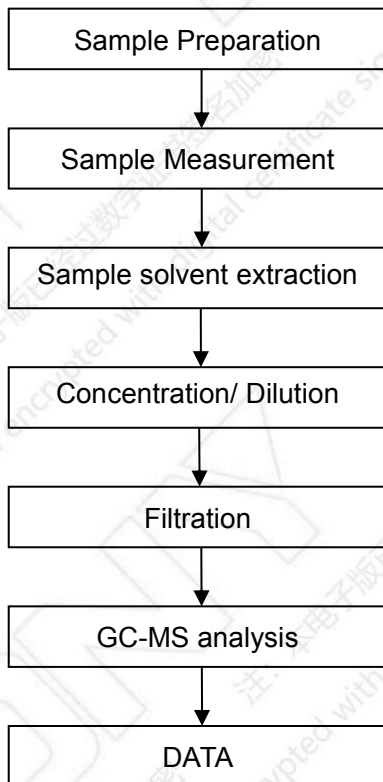 Sample Preparation
Sample Measurement
Sample solvent extraction
Concentration/ Dilution
Filtration
GC-MS analysis
DATA